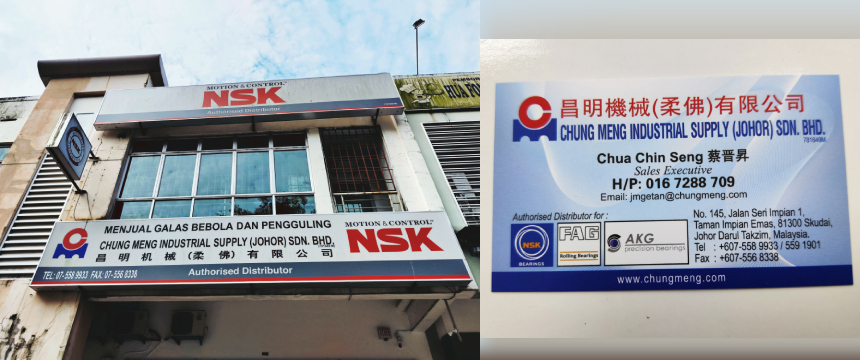 MOTION & CONTROL
NSK
Authorised Distributor
MENJUAL GALAS BEBOLA DAN PENGGULING
CHUNG MENG INDUSTRIAL SUPPLY (JOHOR) SDN. BHD.
昌明机械(柔佛)有限公司
MOTION & CONTROL
NSK
TEL: 07-558 9933 FAX: 07-556 8338
Authorised Distributor
昌明機械(柔佛)有限公司
CHUNG MENG INDUSTRIAL SUPPLY (JOHOR) SDN. BHD.
781649M
Chua Chin Seng 蔡晋昇
Sales Executive
H/P: 016 7288 709
Email: jmgetan@chungmeng.com
Authorised Distributor for :
NSK
BEARINGS
FAG
Rolling Bearings
AKG
precision bearings
No. 145, Jalan Seri Impian 1,
Taman Impian Emas, 81300 Skudai,
Johor Darul Takzim, Malaysia.
Tel : +607-558 9933 / 559 1901
Fax : +607-556 8338
www.chungmeng.com